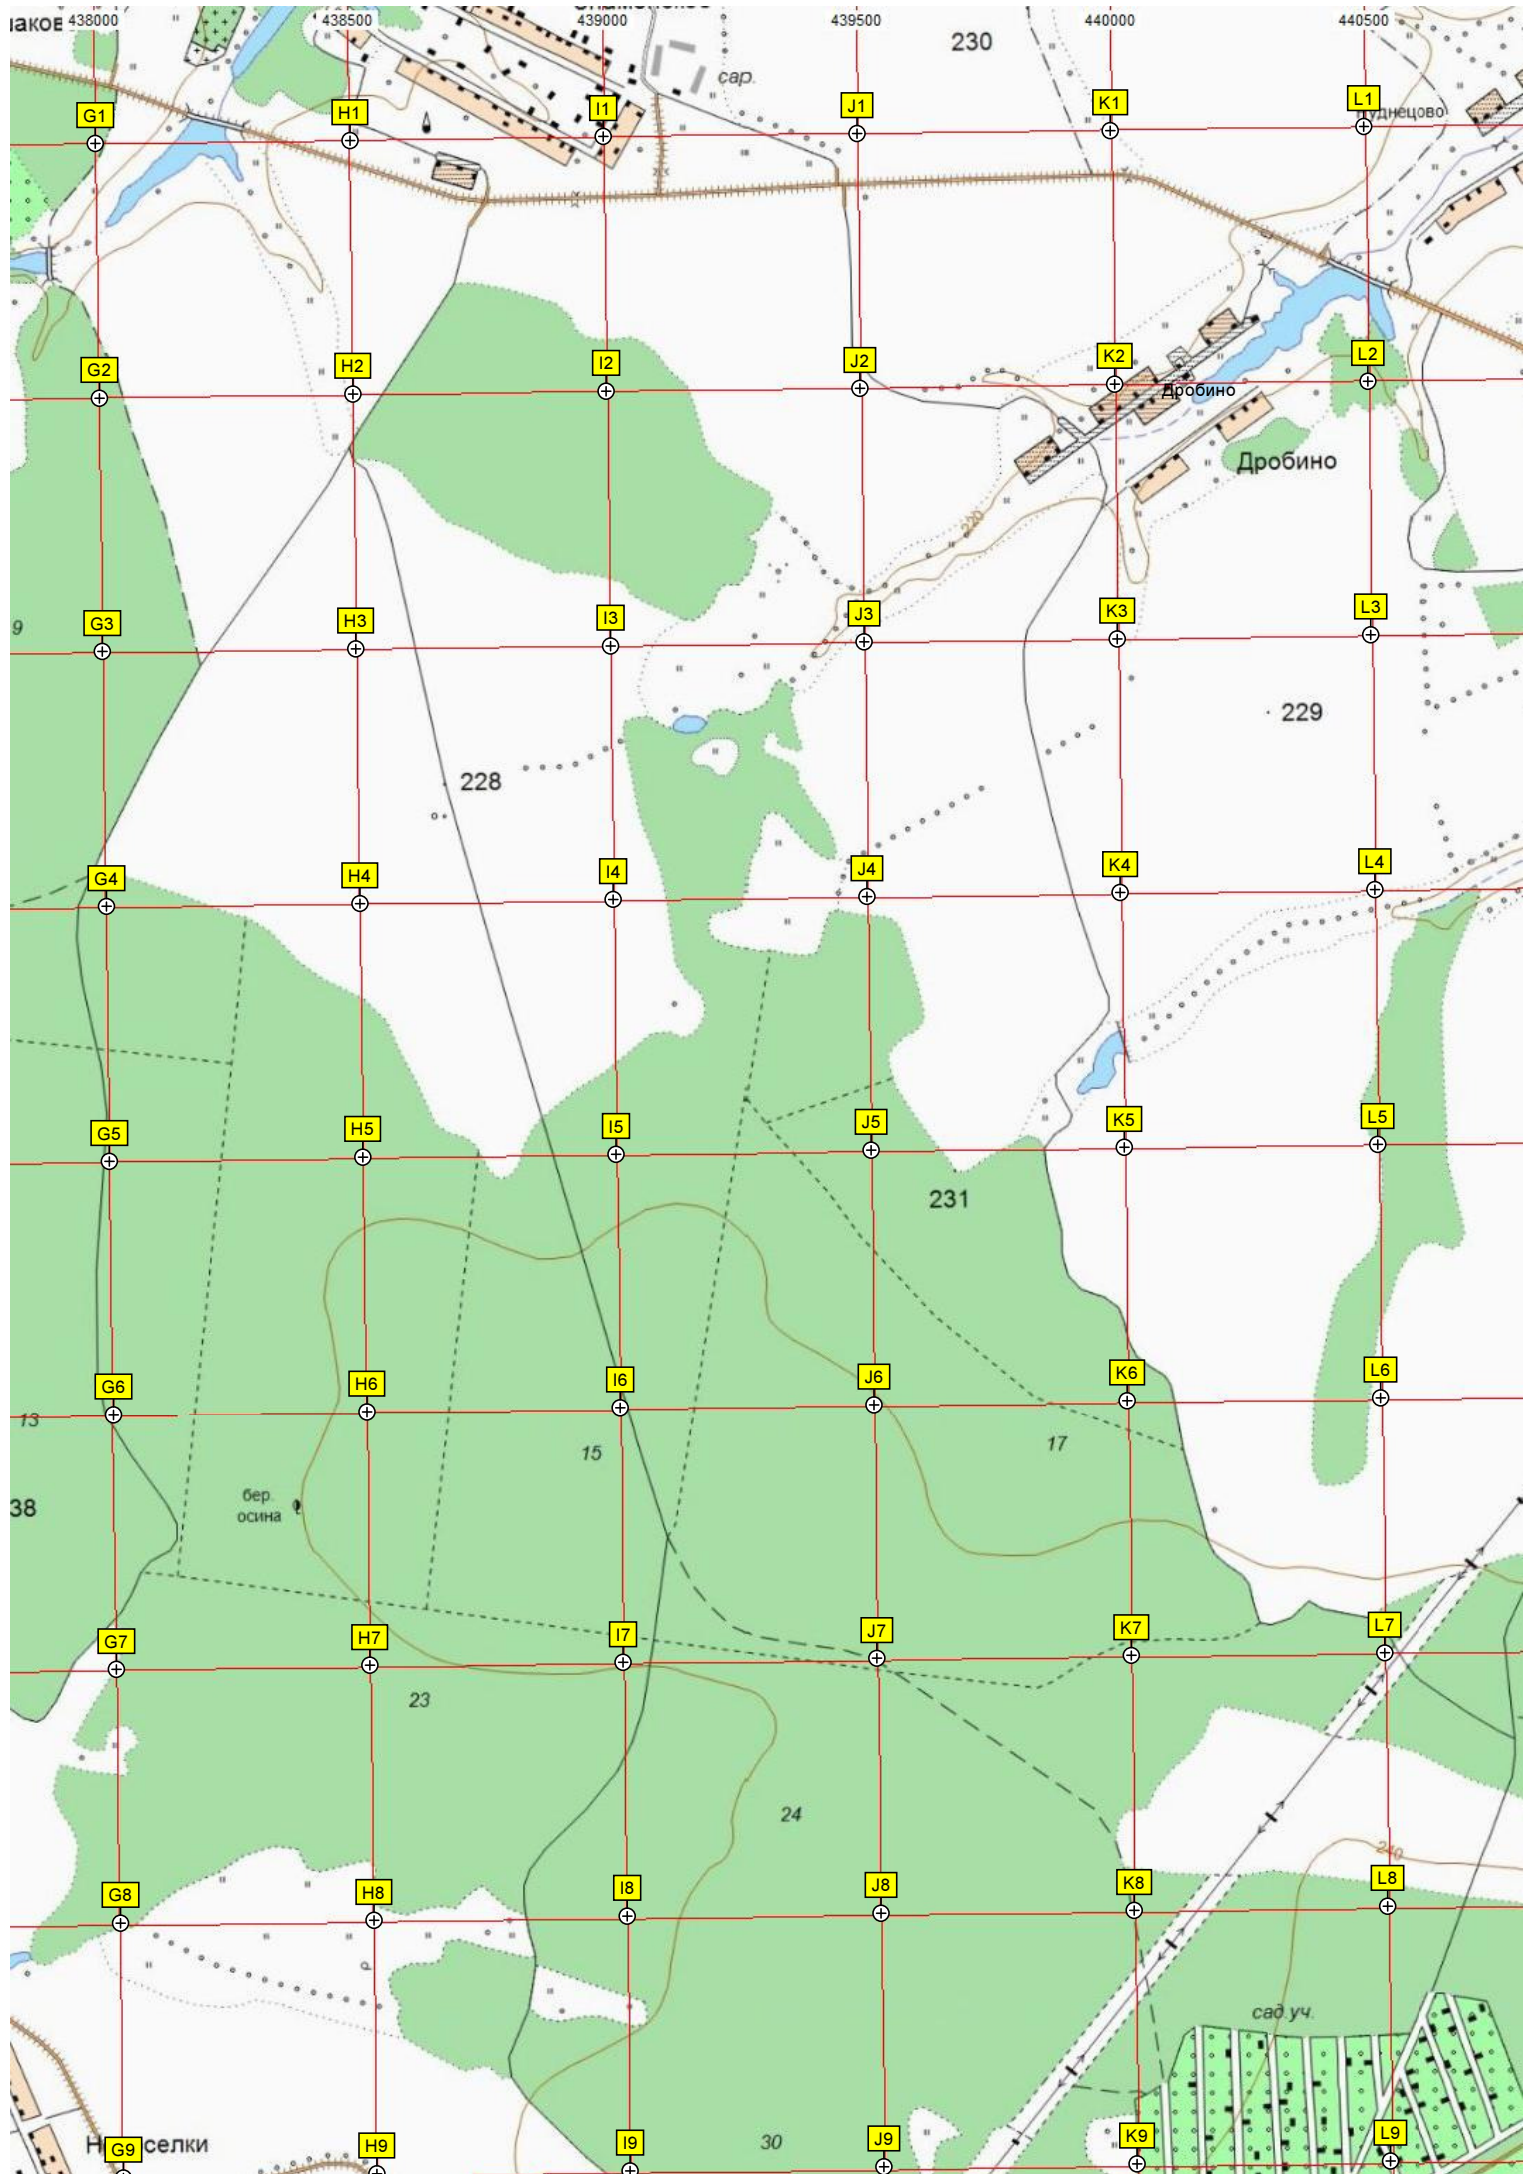 438000 438500 439000 439500 440000 440500
230
сар.
G1 H1 I1 J1 K1 L1
G2 H2 I2 J2 K2 L2
Дробино
Дробино
220
9
G3 H3 I3 J3 K3 L3
229
228
G4 H4 I4 J4 K4 L4
G5 H5 I5 J5 K5 L5
231
G6 H6 I6 J6 K6 L6
13
15
17
бер.
осина
38
G7 H7 I7 J7 K7 L7
23
24
240
G8 H8 I8 J8 K8 L8
сад.уч.
G9 H9 I9 J9 K9 L9
30